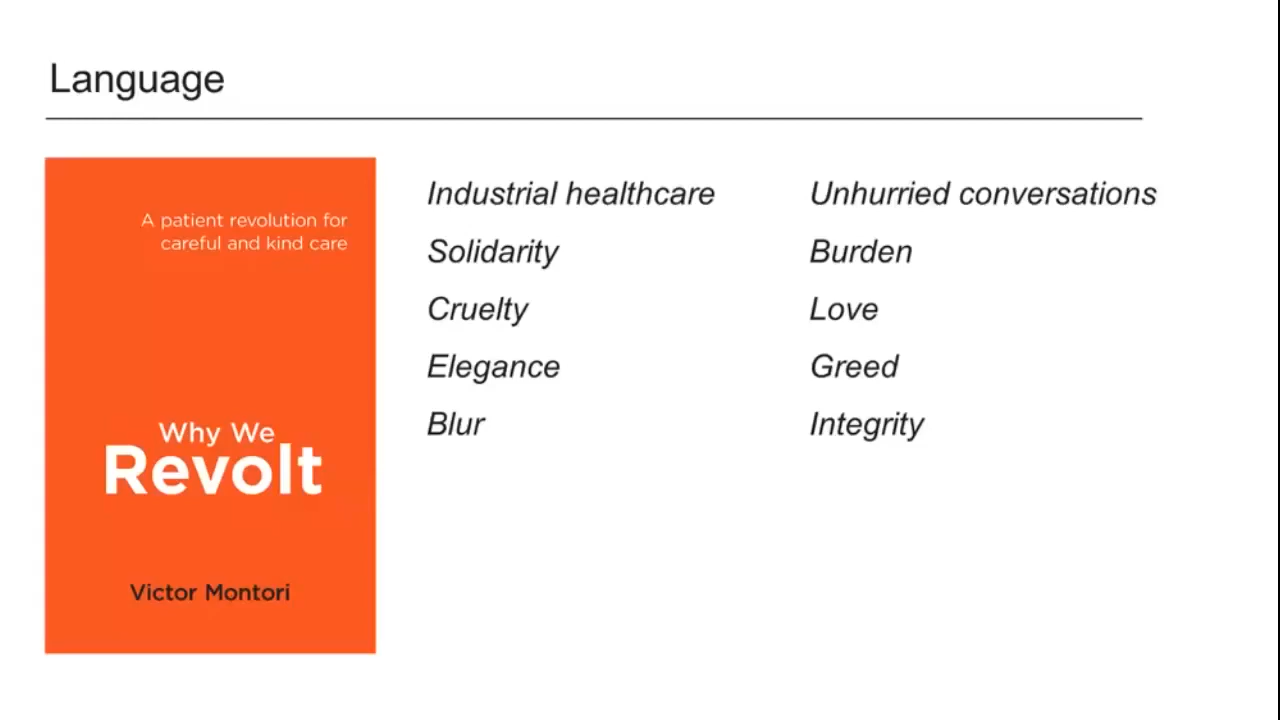 Language
A patient revolution for
careful and kind care
Why We
Revolt
Victor Montori
Industrial healthcare
Solidarity
Cruelty
Elegance
Blur
Unhurried conversations
Burden
Love
Greed
Integrity